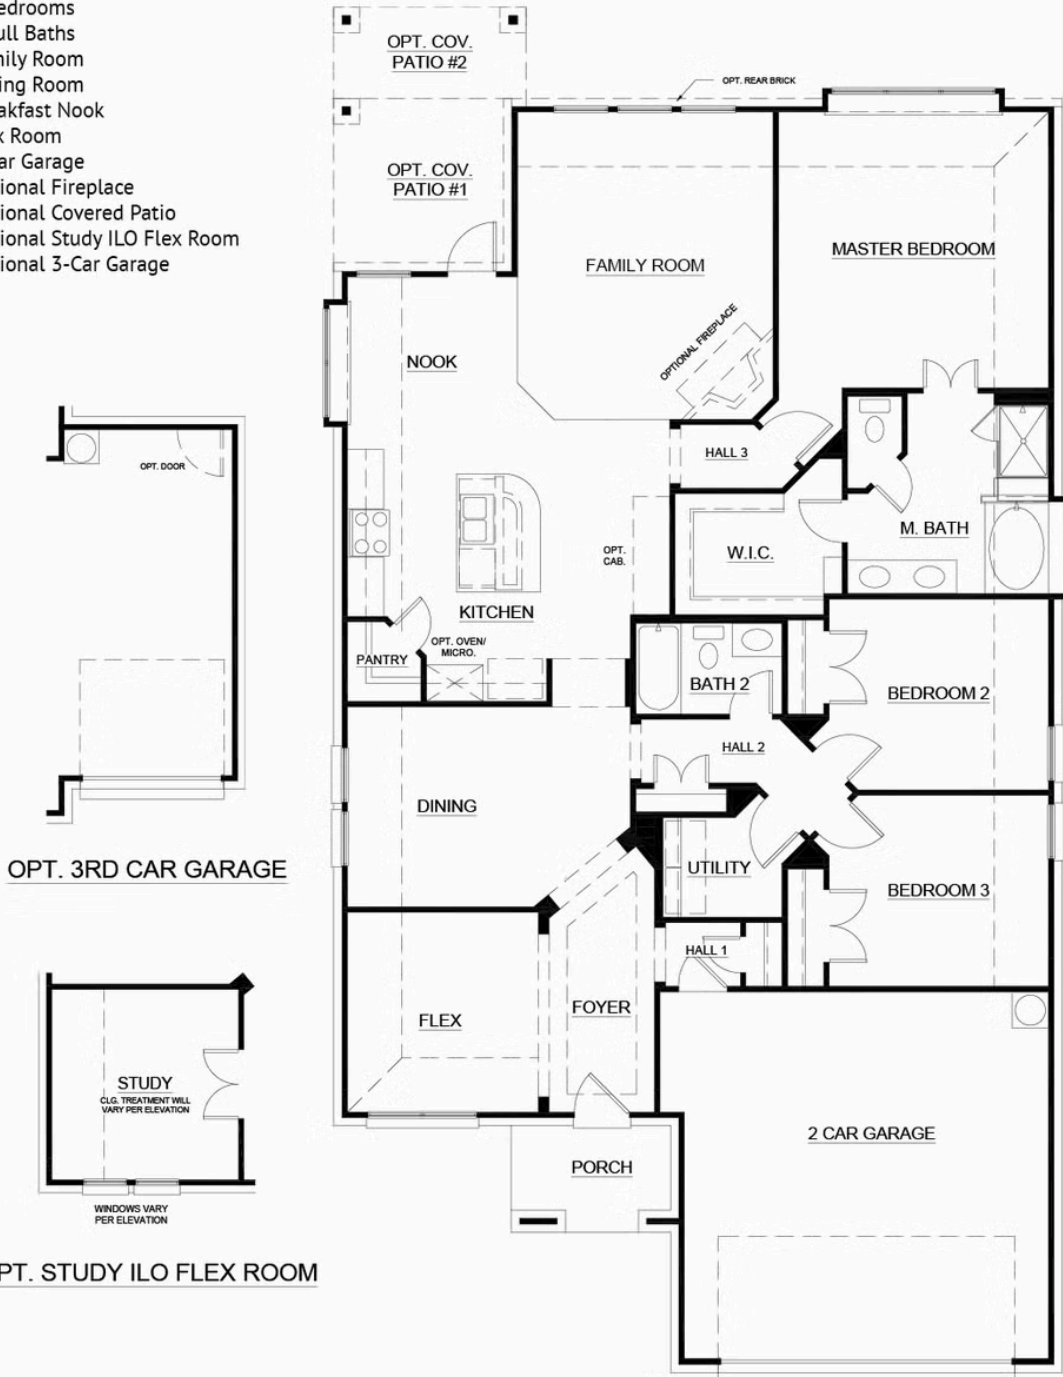 edrooms
ull Baths
mily Room
ing Room
akfast Nook
x Room
ar Garage
ional Fireplace
ional Covered Patio
ional Study ILO Flex Room
ional 3-Car Garage
OPT. COV.
PATIO #2
OPT. REAR BRICK
OPT. COV.
PATIO #1
FAMILY ROOM
MASTER BEDROOM
OPTIONAL FIREPLACE
NOOK
HALL 3
OPT. DOOR
M. BATH
W.I.C.
OPT.
CAB.
KITCHEN
OPT. OVEN/
MICRO.
PANTRY
BATH 2
BEDROOM 2
HALL 2
DINING
OPT. 3RD CAR GARAGE
UTILITY
BEDROOM 3
HALL 1
FOYER
FLEX
STUDY
CLG. TREATMENT WILL
VARY PER ELEVATION
2 CAR GARAGE
PORCH
WINDOWS VARY
PER ELEVATION
PT. STUDY ILO FLEX ROOM